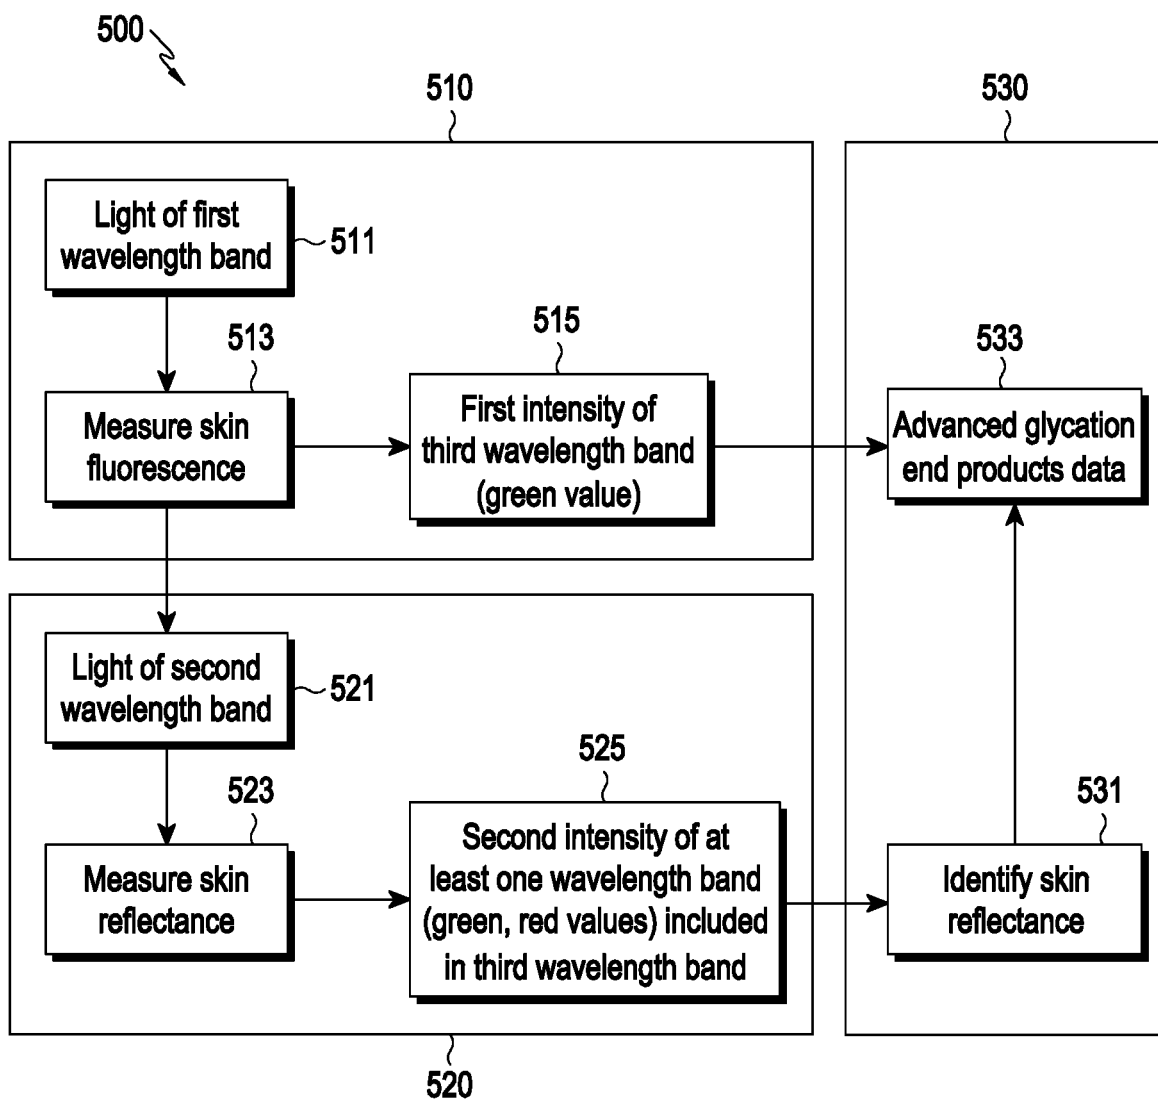 500
510
530
Light of first
wavelength band
511
513
Measure skin
fluorescence
515
First intensity of
third wavelength band
(green value)
533
Advanced glycation
end products data
Light of second
wavelength band
521
523
Measure skin
reflectance
525
Second intensity of at
least one wavelength band
(green, red values) included
in third wavelength band
531
Identify skin
reflectance
520